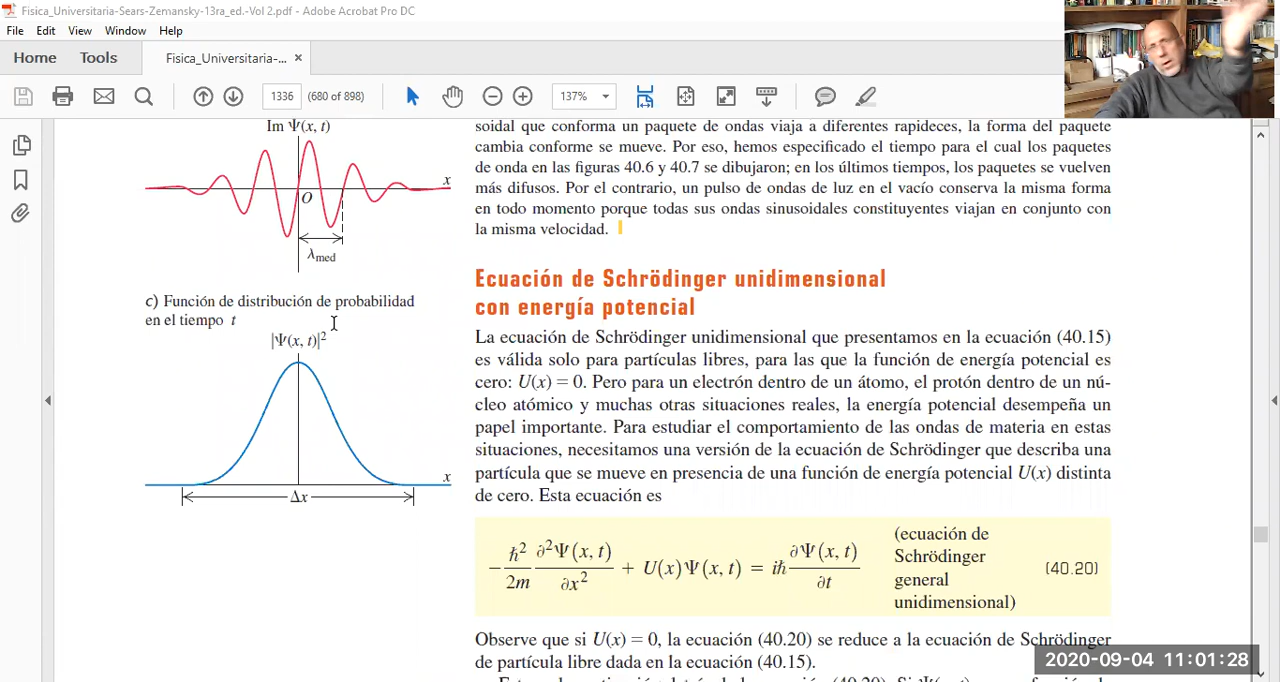 Fisica_Universitaria-Sears-Zemansky-13ra_ed.-Vol 2.pdf - Adobe Acrobat Pro DC
File Edit View Window Help
Home Tools Fisica_Universitaria-... ×
1336 (680 of 898) 137%
Im Ψ(x, t)
x
O
λmed
c) Función de distribución de probabilidad
en el tiempo t
|Ψ(x, t)|²
x
Δx
soidal que conforma un paquete de ondas viaja a diferentes rapideces, la forma del paquete
cambia conforme se mueve. Por eso, hemos especificado el tiempo para el cual los paquetes
de onda en las figuras 40.6 y 40.7 se dibujaron; en los últimos tiempos, los paquetes se vuelven
más difusos. Por el contrario, un pulso de ondas de luz en el vacío conserva la misma forma
en todo momento porque todas sus ondas sinusoidales constituyentes viajan en conjunto con
la misma velocidad.
Ecuación de Schrödinger unidimensional
con energía potencial
La ecuación de Schrödinger unidimensional que presentamos en la ecuación (40.15)
es válida solo para partículas libres, para las que la función de energía potencial es
cero: U(x) = 0. Pero para un electrón dentro de un átomo, el protón dentro de un nú-
cleo atómico y muchas otras situaciones reales, la energía potencial desempeña un
papel importante. Para estudiar el comportamiento de las ondas de materia en estas
situaciones, necesitamos una versión de la ecuación de Schrödinger que describa una
partícula que se mueve en presencia de una función de energía potencial U(x) distinta
de cero. Esta ecuación es
-ħ²/2m ∂²Ψ(x, t)/∂x² + U(x)Ψ(x, t) = iħ ∂Ψ(x, t)/∂t
(ecuación de
Schrödinger
general
unidimensional)
(40.20)
Observe que si U(x) = 0, la ecuación (40.20) se reduce a la ecuación de Schrödinger
de partícula libre dada en la ecuación (40.15).
2020-09-04 11:01:28